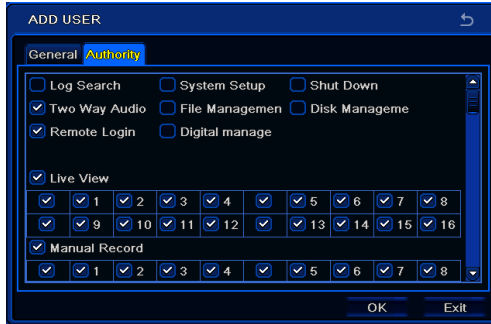 ADD USER
General Authority
Log Search System Setup Shut Down
Two Way Audio File Managemen Disk Manageme
Remote Login Digital manage
Live View
1 2 3 4 5 6 7 8
9 10 11 12 13 14 15 16
Manual Record
1 2 3 4 5 6 7 8
OK Exit